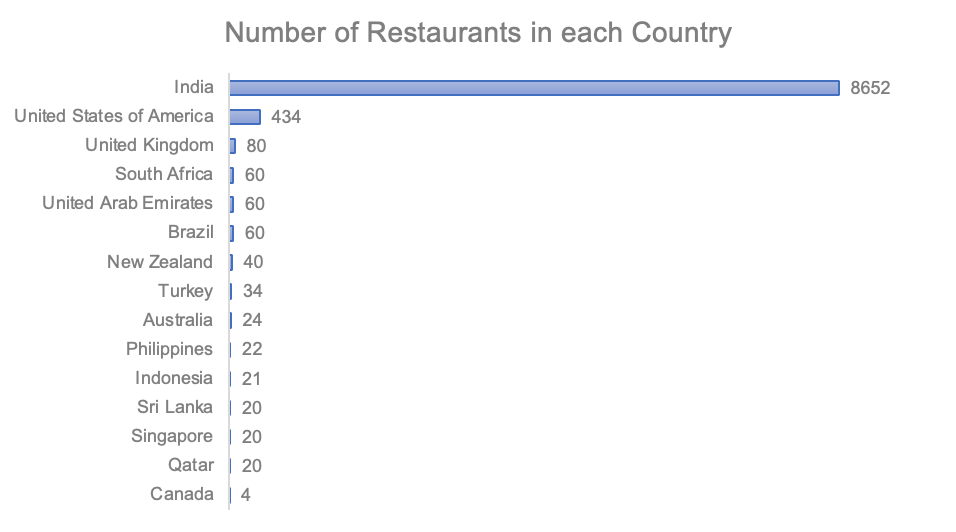 Number of Restaurants in each Country
India 8652
United States of America 434
United Kingdom 80
South Africa 60
United Arab Emirates 60
Brazil 60
New Zealand 40
Turkey 34
Australia 24
Philippines 22
Indonesia 21
Sri Lanka 20
Singapore 20
Qatar 20
Canada 4